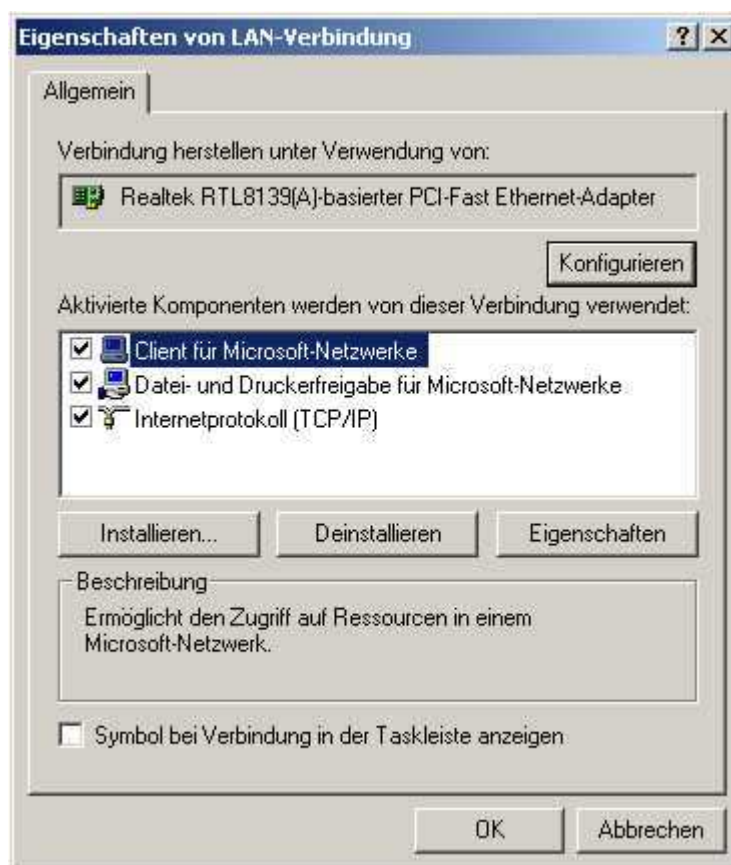 Eigenschaften von LAN-Verbindung
Allgemein
Verbindung herstellen unter Verwendung von:
Realtek RTL8139(A)-basierter PCI-Fast Ethernet-Adapter
Konfigurieren
Aktivierte Komponenten werden von dieser Verbindung verwendet:
Client für Microsoft-Netzwerke
Datei- und Druckerfreigabe für Microsoft-Netzwerke
Internetprotokoll (TCP/IP)
Installieren... Deinstallieren Eigenschaften
Beschreibung
Ermöglicht den Zugriff auf Ressourcen in einem
Microsoft-Netzwerk.
Symbol bei Verbindung in der Taskleiste anzeigen
OK Abbrechen